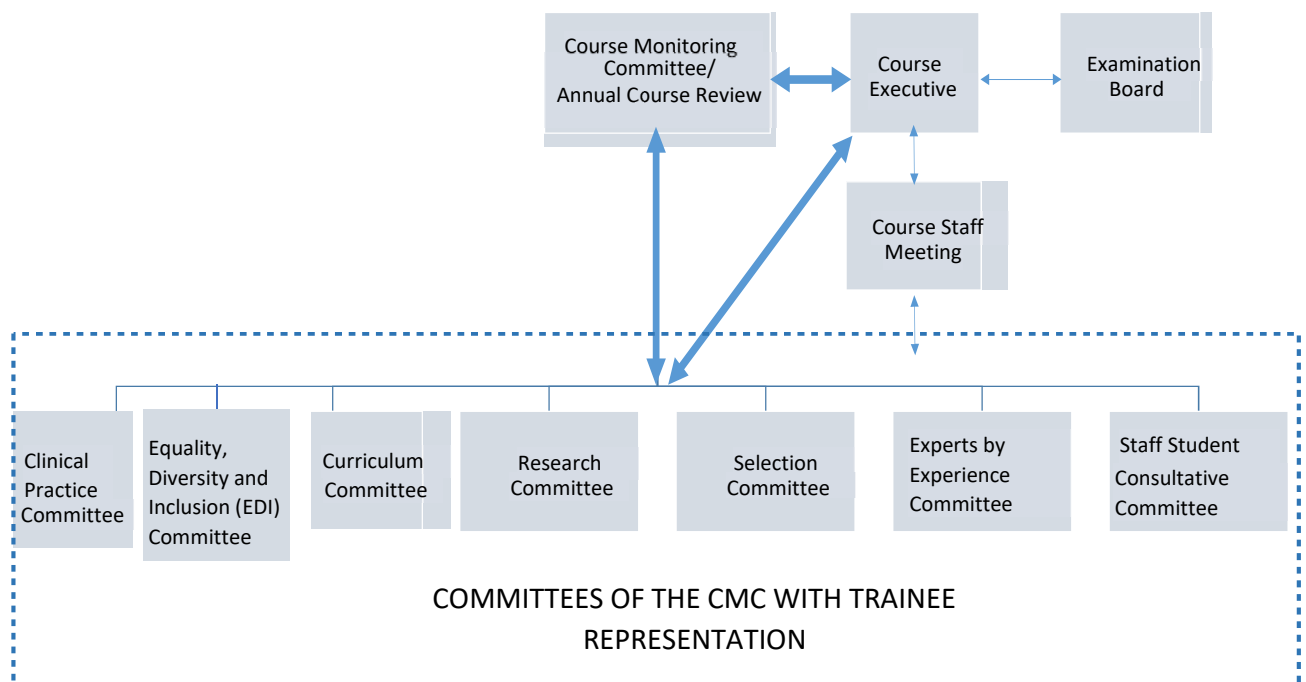 Course Monitoring
Committee/
Annual Course Review
Course
Executive
Examination
Board
Course Staff
Meeting
Clinical
Practice
Committee
Equality,
Diversity and
Inclusion (EDI)
Committee
Curriculum
Committee
Research
Committee
Selection
Committee
Experts by
Experience
Committee
Staff Student
Consultative
Committee
COMMITTEES OF THE CMC WITH TRAINEE
REPRESENTATION